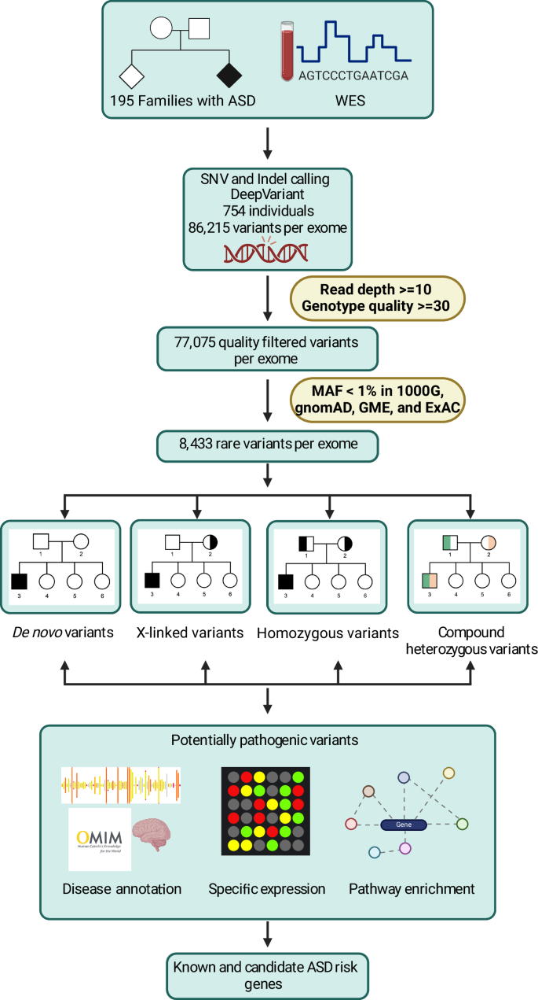 AGTCCCTGAATCGA
195 Families with ASD
WES
SNV and Indel calling
DeepVariant
754 individuals
86,215 variants per exome
Read depth >=10
Genotype quality >=30
77,075 quality filtered variants
per exome
MAF < 1% in 1000G,
gnomAD, GME, and ExAC
8,433 rare variants per exome
1 2
3 4 5 6
De novo variants
1 2
3 4 5 6
X-linked variants
1 2
3 4 5 6
Homozygous variants
1 2
3 4 5 6
Compound
heterozygous variants
Potentially pathogenic variants
OMIM
Human Genetics Knowledge
for the World
Gene
Disease annotation
Specific expression
Pathway enrichment
Known and candidate ASD risk
genes